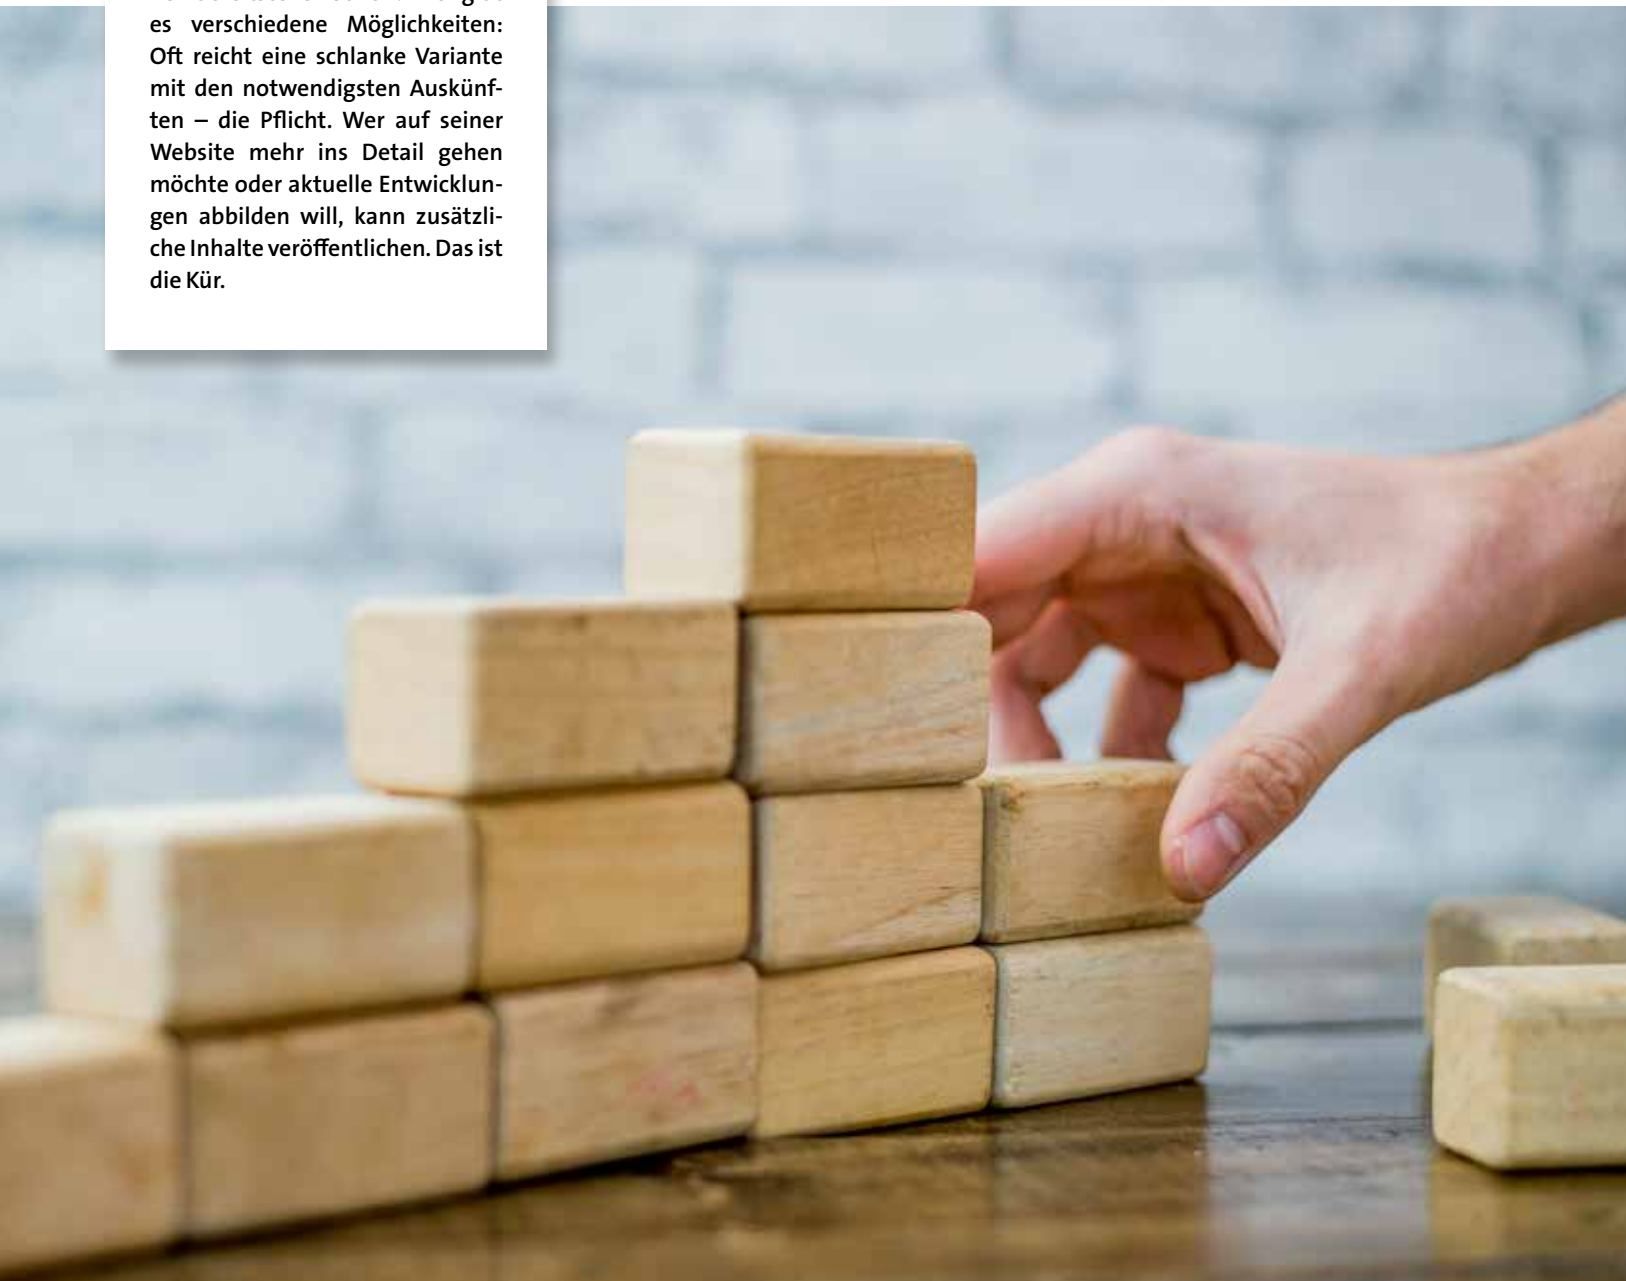 es verschiedene Möglichkeiten:
Oft reicht eine schlanke Variante
mit den notwendigsten Auskünf-
ten – die Pflicht. Wer auf seiner
Website mehr ins Detail gehen
möchte oder aktuelle Entwicklun-
gen abbilden will, kann zusätzli-
che Inhalte veröffentlichen. Das ist
die Kür.